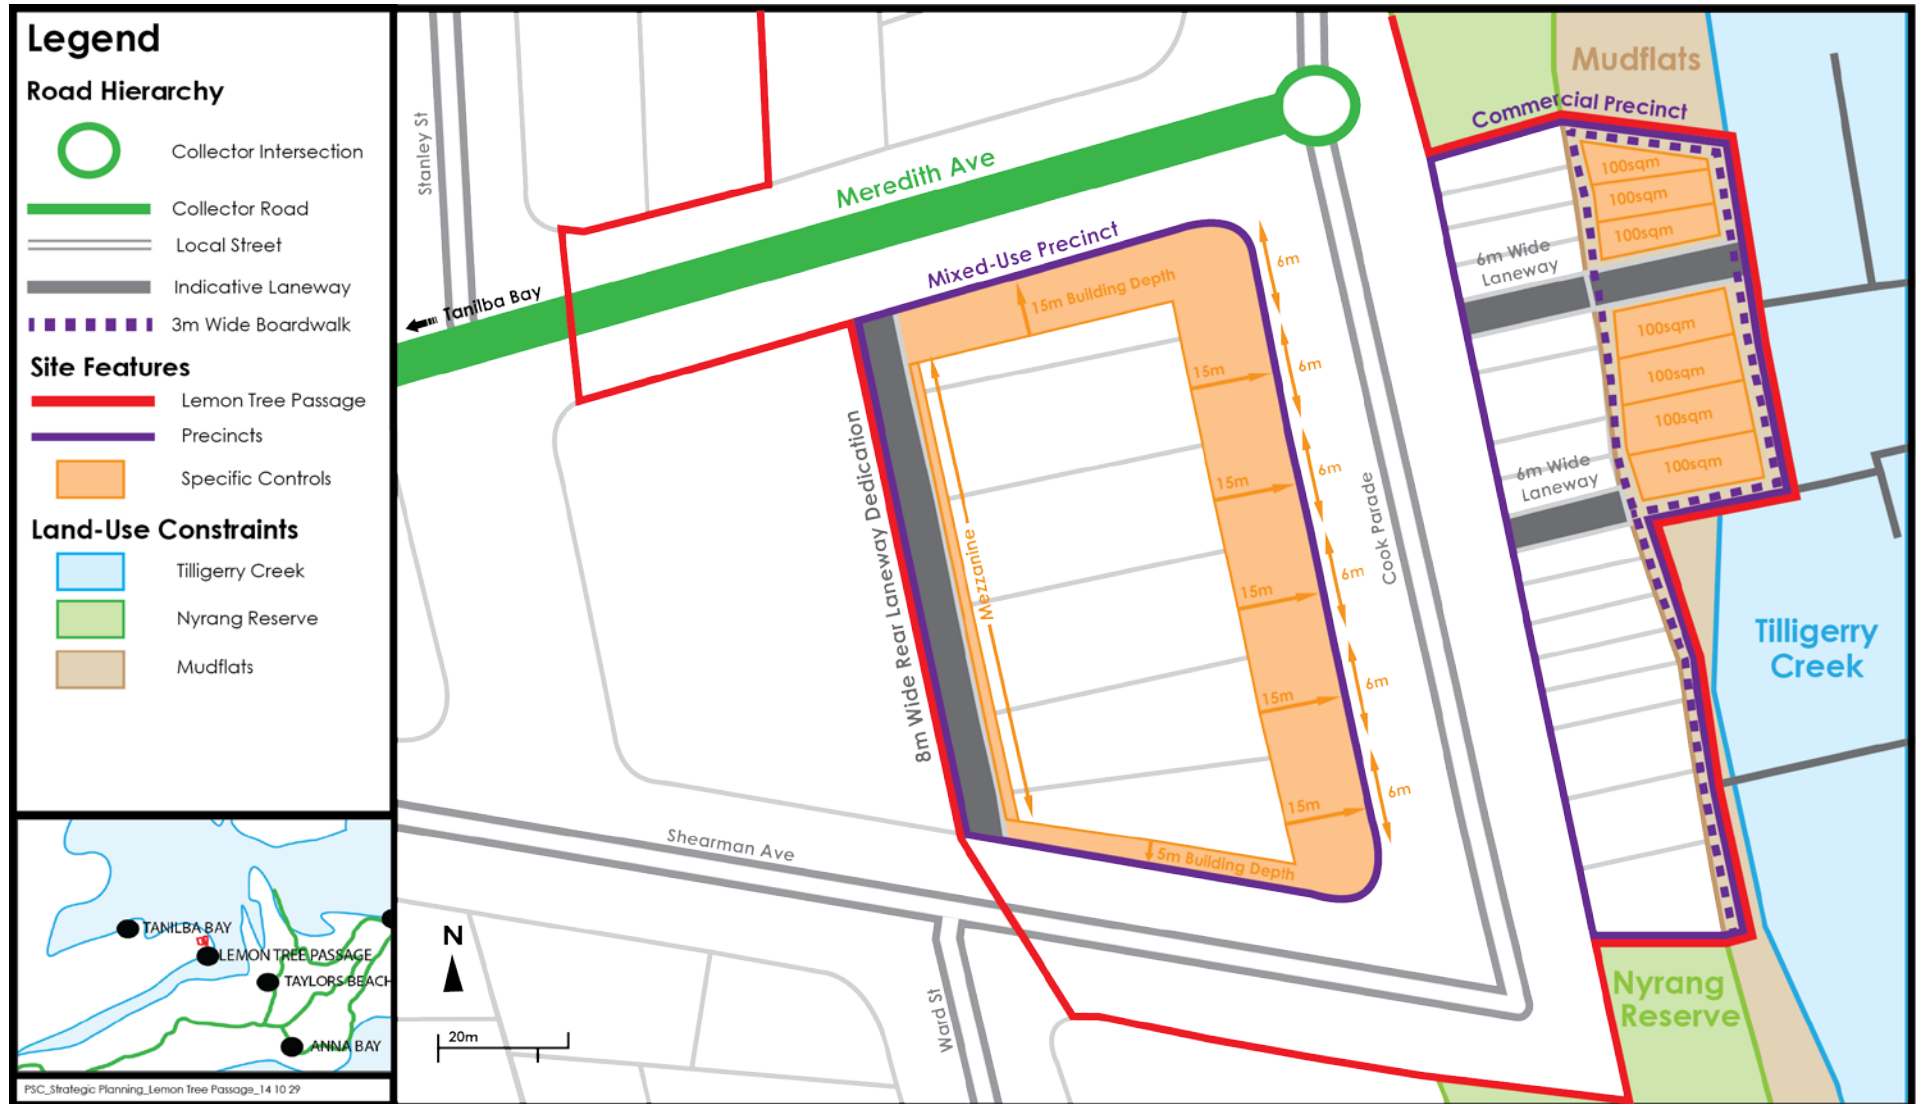 Legend
Road Hierarchy
Collector Intersection
Collector Road
Local Street
Indicative Laneway
3m Wide Boardwalk
Site Features
Lemon Tree Passage
Precincts
Specific Controls
Land-Use Constraints
Tilligerry Creek
Nyrang Reserve
Mudflats
TANILBA BAY
LEMON TREE PASSAGE
TAYLORS BEACH
ANNA BAY
PSC_Strategic Planning_Lemon Tree Passage_14 10 29
Stanley St
Tanilba Bay
Meredith Ave
Mixed-Use Precinct
15m Building Depth
8m Wide Rear Laneway Dedication
Mezzanine
15m
15m
15m
15m
15m
5m Building Depth
6m
6m
6m
6m
6m
6m
Cook Parade
Shearman Ave
Ward St
N
20m
Mudflats
Commercial Precinct
100sqm
100sqm
100sqm
6m Wide
Laneway
100sqm
100sqm
100sqm
100sqm
6m Wide
Laneway
Tilligerry
Creek
Nyrang
Reserve